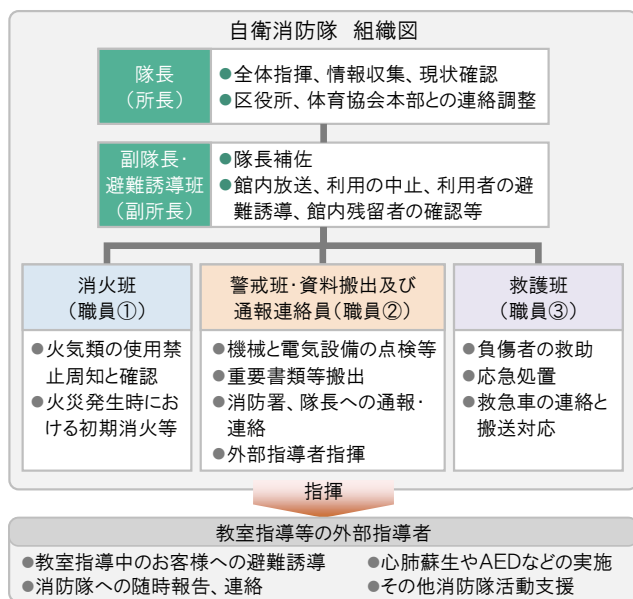 自衛消防隊 組織図
隊長
(所長)
●全体指揮、情報収集、現状確認
●区役所、体育協会本部との連絡調整
副隊長・
避難誘導班
(副所長)
●隊長補佐
●館内放送、利用の中止、利用者の避
難誘導、館内残留者の確認等
消火班
(職員①)
●火気類の使用禁
止周知と確認
●火災発生時にお
ける初期消火等
警戒班・資料搬出及び
通報連絡員(職員②)
●機械と電気設備の点検等
●重要書類等搬出
●消防署、隊長への通報・
連絡
●外部指導者指揮
救護班
(職員③)
●負傷者の救助
●応急処置
●救急車の連絡と
搬送対応
指揮
教室指導等の外部指導者
●教室指導中のお客様への避難誘導
●消防隊への随時報告、連絡
●心肺蘇生やAEDなどの実施
●その他消防隊活動支援